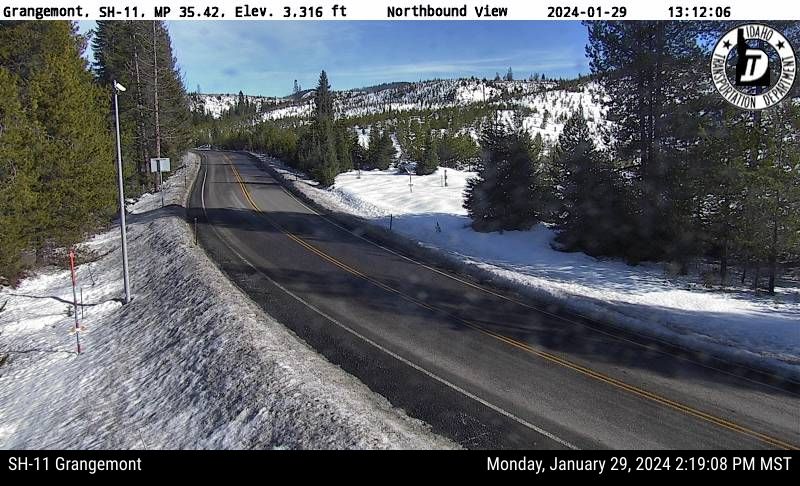 Grangemont, SH-11, MP 35.42, Elev. 3,316 ft Northbound View 2024-01-29 13:12:06
IDAHO
TRANSPORTATION DEPARTMENT
SH-11 Grangemont Monday, January 29, 2024 2:19:08 PM MST